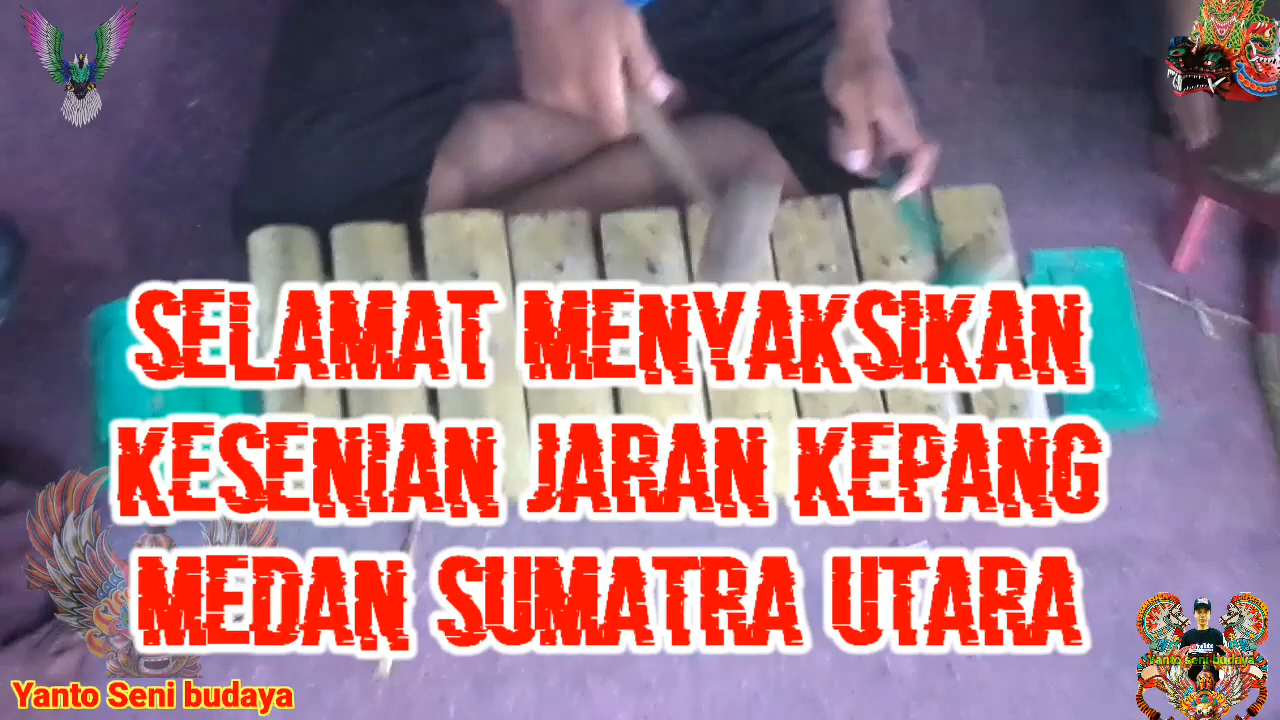 SELAMAT MENYAKSIKAN
KESENIAN JARAN KEPANG
MEDAN SUMATRA UTARA
Yanto Seni budaya
Yanto Seni budaya